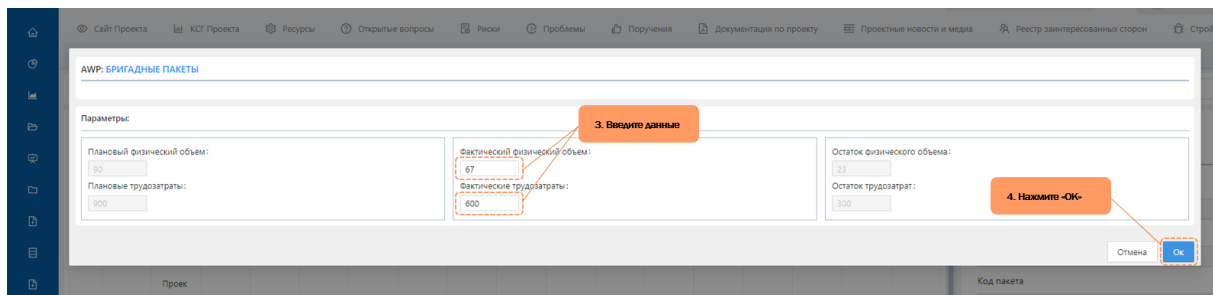 Сайт Проекта КСГ Проекта Ресурсы Открытые вопросы Риски Проблемы Поручения Документация по проекту Проектные новости и медиа Реестр заинтересованных сторон Строй
AWP: БРИГАДНЫЕ ПАКЕТЫ
Параметры:
3. Введите данные
Плановый физический объем: Фактический физический объем: Остаток физического объема:
90 67 23
Плановые трудозатраты: Фактические трудозатраты: Остаток трудозатрат:
900 600 300
4. Нажмите «ОК»
Отмена Ок
Проек Код пакета